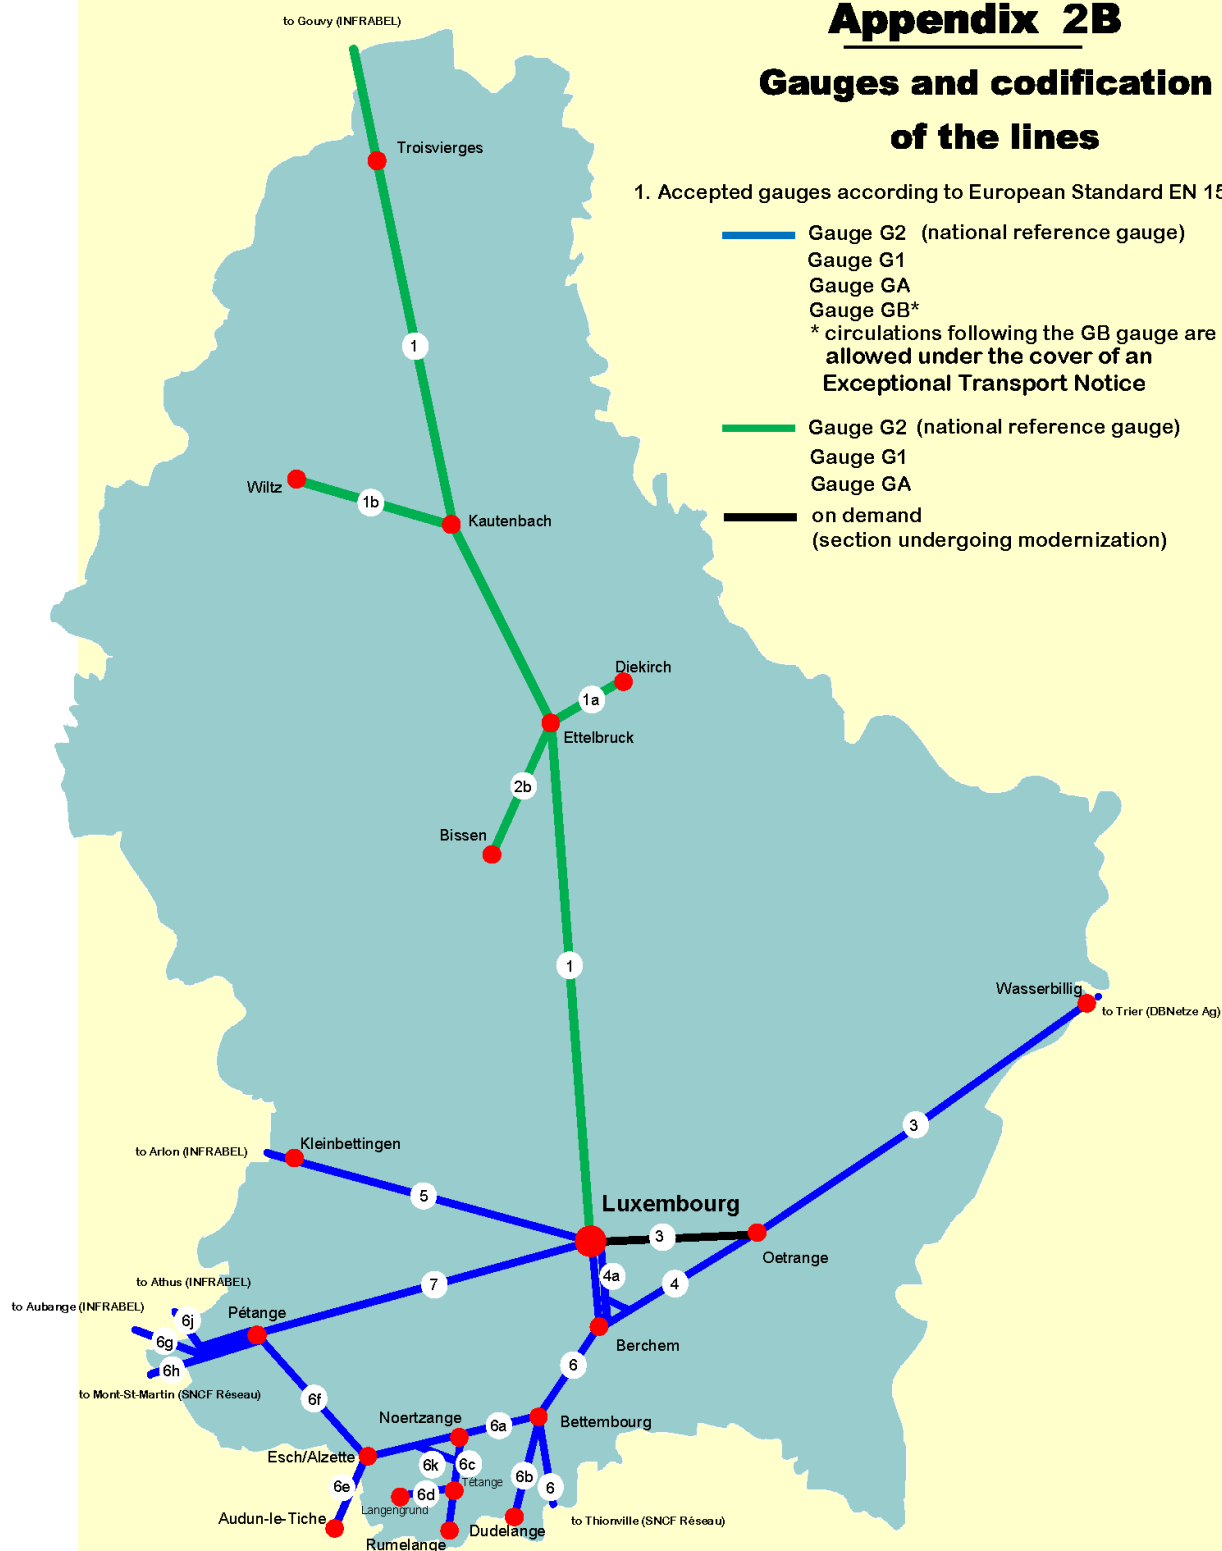 to Gouvy (INFRABEL)
Appendix 2B
Gauges and codification
of the lines
Troisvierges
1. Accepted gauges according to European Standard EN 15
Gauge G2 (national reference gauge)
Gauge G1
Gauge GA
Gauge GB*
* circulations following the GB gauge are
allowed under the cover of an
Exceptional Transport Notice
1
Gauge G2 (national reference gauge)
Gauge G1
Gauge GA
on demand
(section undergoing modernization)
Wiltz
1b
Kautenbach
Diekirch
1a
Ettelbruck
2b
Bissen
1
Wasserbillig
to Trier (DBNetze Ag)
3
Kleinbettingen
to Arlon (INFRABEL)
5
Luxembourg
3
Oetrange
4a
4
7
to Athus (INFRABEL)
to Aubange (INFRABEL)
6j
Pétange
6g
6h
Berchem
6
to Mont-St-Martin (SNCF Réseau)
6f
Noertzange
6a
Bettembourg
Esch/Alzette
6k
6c
6b
6
6e
Tétange
6d
Langengrund
Audun-le-Tiche
Rumelange
Dudelange
to Thionville (SNCF Réseau)